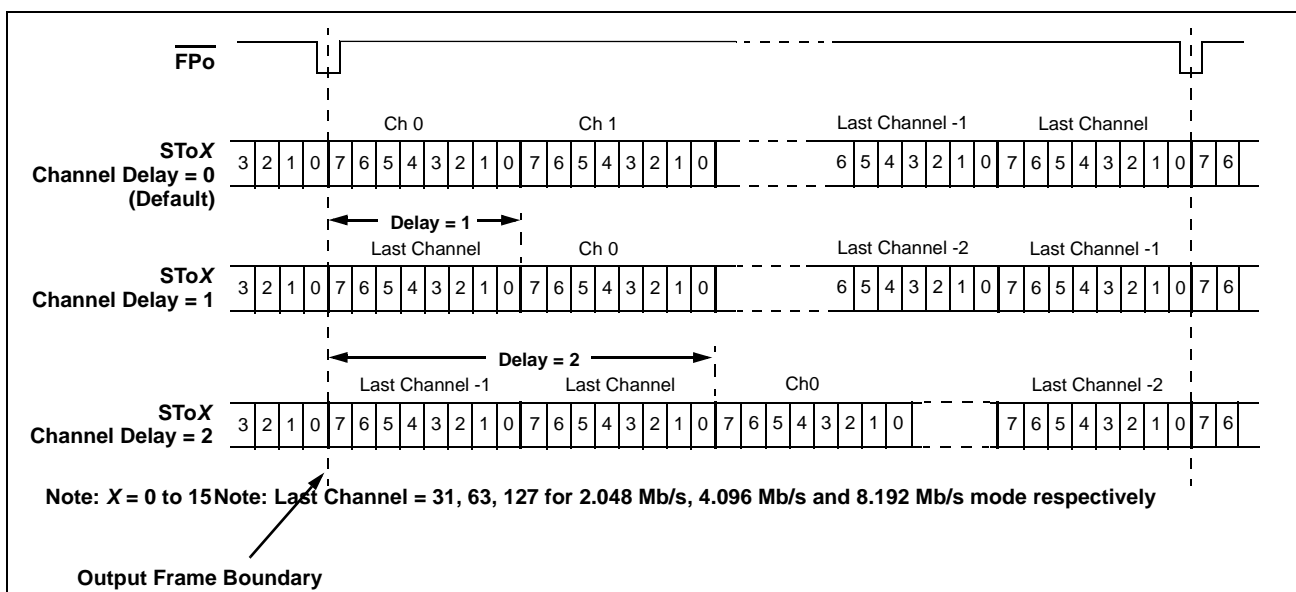 FPo
Ch 0 Ch 1 Last Channel -1 Last Channel
SToX
Channel Delay = 0
(Default)
3 2 1 0 7 6 5 4 3 2 1 0 7 6 5 4 3 2 1 0 6 5 4 3 2 1 0 7 6 5 4 3 2 1 0 7 6
Delay = 1
Last Channel Ch 0 Last Channel -2 Last Channel -1
SToX
Channel Delay = 1
3 2 1 0 7 6 5 4 3 2 1 0 7 6 5 4 3 2 1 0 6 5 4 3 2 1 0 7 6 5 4 3 2 1 0 7 6
Delay = 2
Last Channel -1 Last Channel Ch0 Last Channel -2
SToX
Channel Delay = 2
3 2 1 0 7 6 5 4 3 2 1 0 7 6 5 4 3 2 1 0 7 6 5 4 3 2 1 0 7 6 5 4 3 2 1 0 7 6
Note: X = 0 to 15Note: Last Channel = 31, 63, 127 for 2.048 Mb/s, 4.096 Mb/s and 8.192 Mb/s mode respectively
Output Frame Boundary